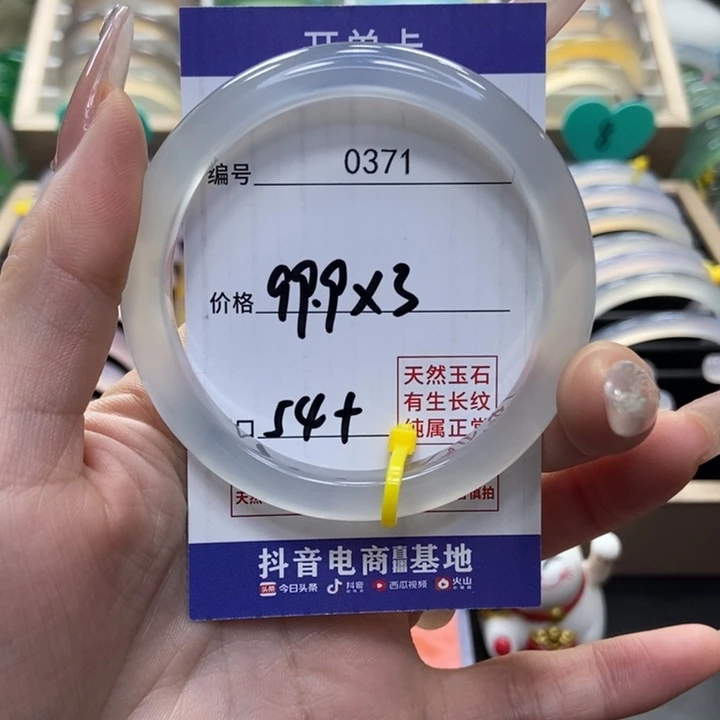 开单卡
编号 0371
价格 99.9x3
口 54+
天然玉石
有生长纹
纯属正常
抖音电商直播基地
今日头条 抖音 西瓜视频 火山